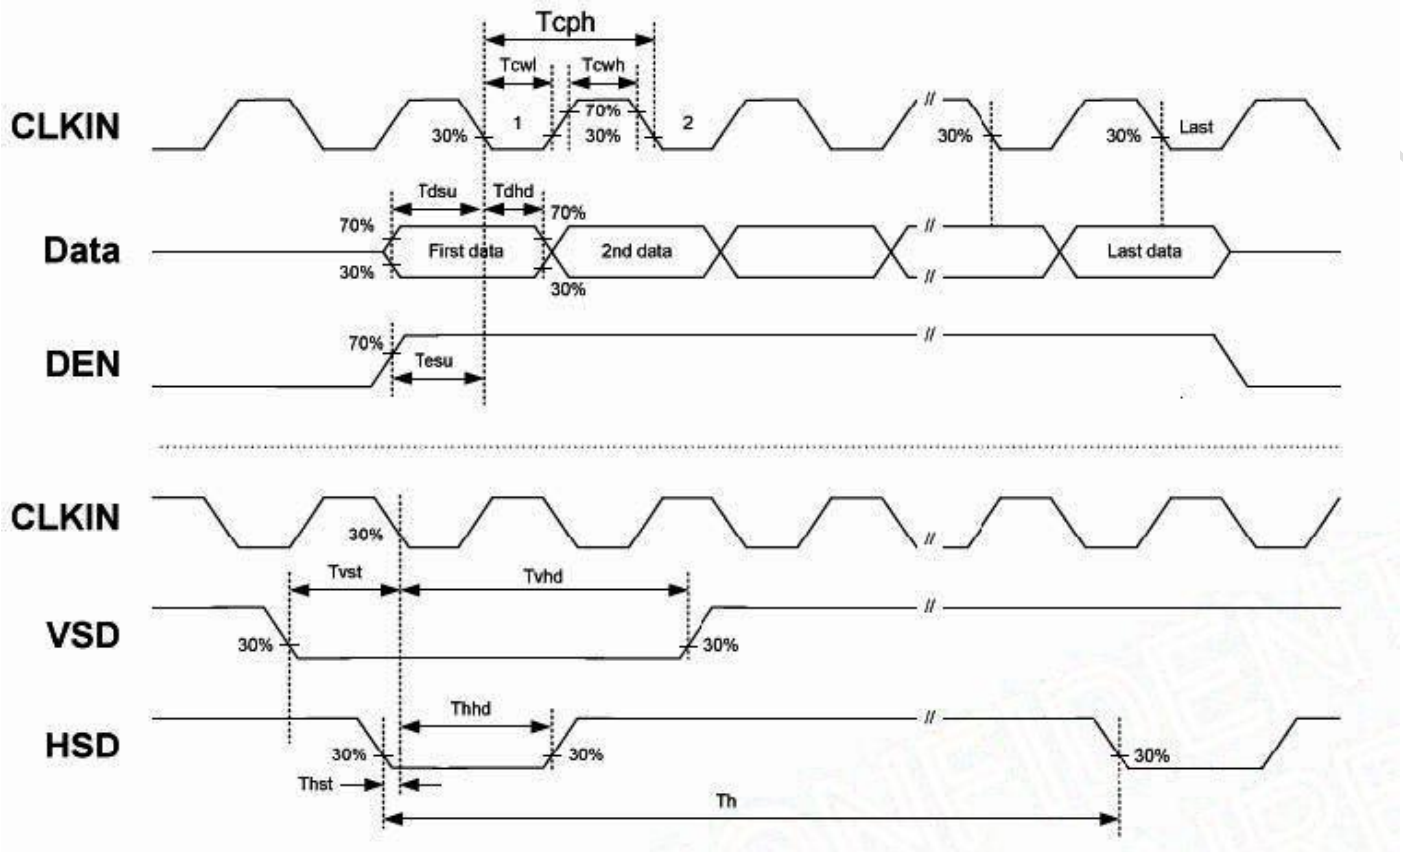 Tcph
Tcwl Tcwh
CLKIN 30% 1 70% 30% 2 // 30% 30% Last
Tdsu Tdhd
70% 70%
Data First data 2nd data // // Last data
30% 30%
DEN 70% //
Tesu
CLKIN 30% //
Tvst Tvhd
VSD 30% 30% //
Thhd
HSD 30% 30% // 30%
Thst
Th